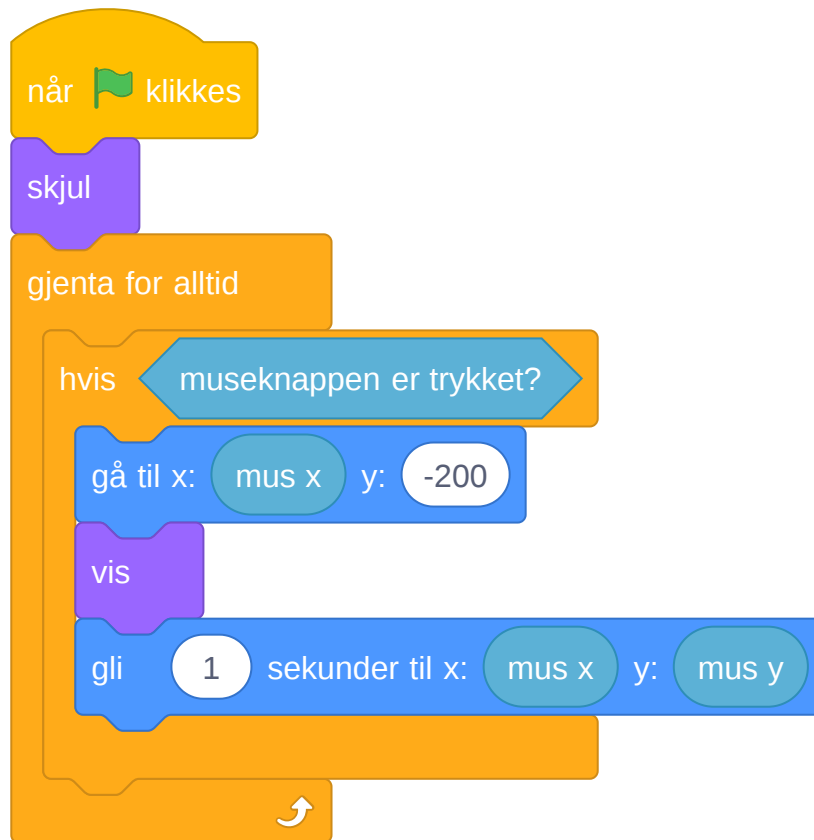 når klikkes
skjul
gjenta for alltid
hvis museknappen er trykket?
gå til x: mus x y: -200
vis
gli 1 sekunder til x: mus x y: mus y